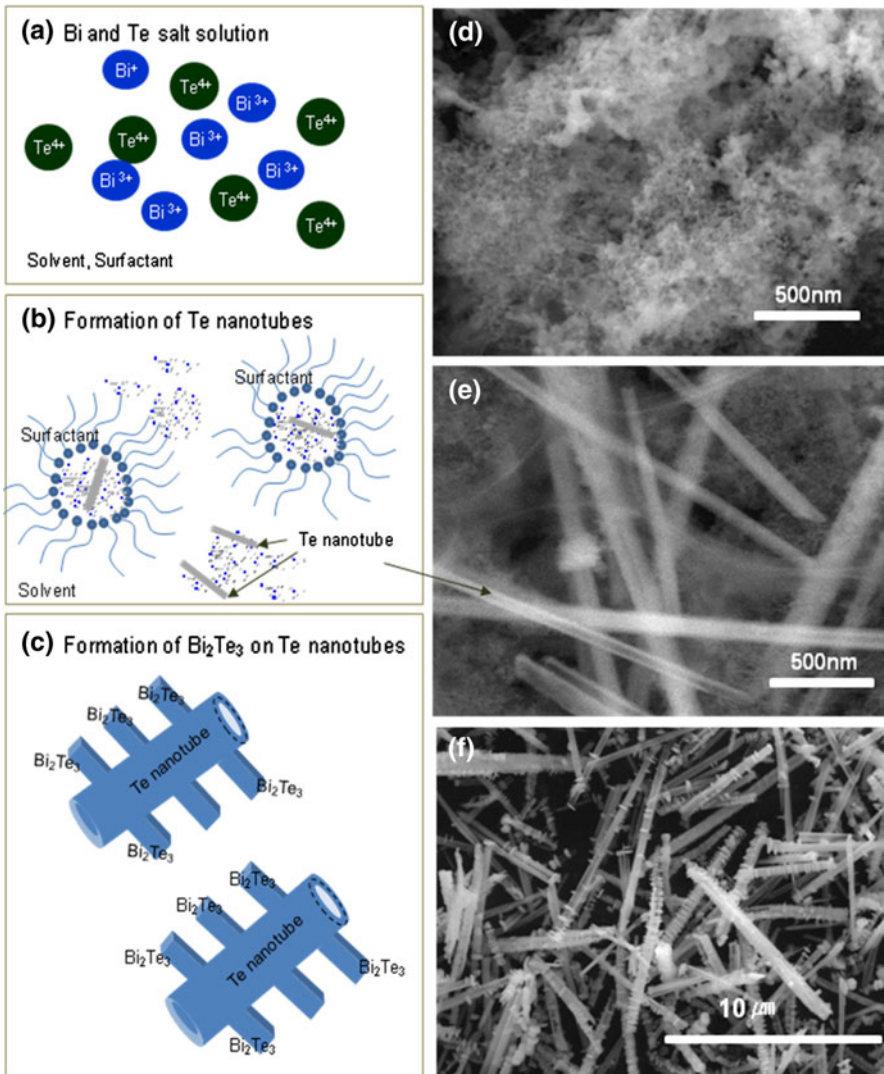 (a) Bi and Te salt solution
Bi+
Te4+
Bi 3+
Te4+
Te4+
Te4+
Bi 3+
Bi 3+
Bi 3+
Te4+
Bi 3+
Te4+
Solvent, Surfactant
(b) Formation of Te nanotubes
Surfactant
Surfactant
Te nanotube
Solvent
(c) Formation of Bi2Te3 on Te nanotubes
Bi2Te3
Bi2Te3
Bi2Te3
Te nanotube
Bi2Te3
Bi2Te3
Bi2Te3
Bi2Te3
Bi2Te3
Te nanotube
Bi2Te3
Bi2Te3
(d)
500nm
(e)
500nm
(f)
10 μm